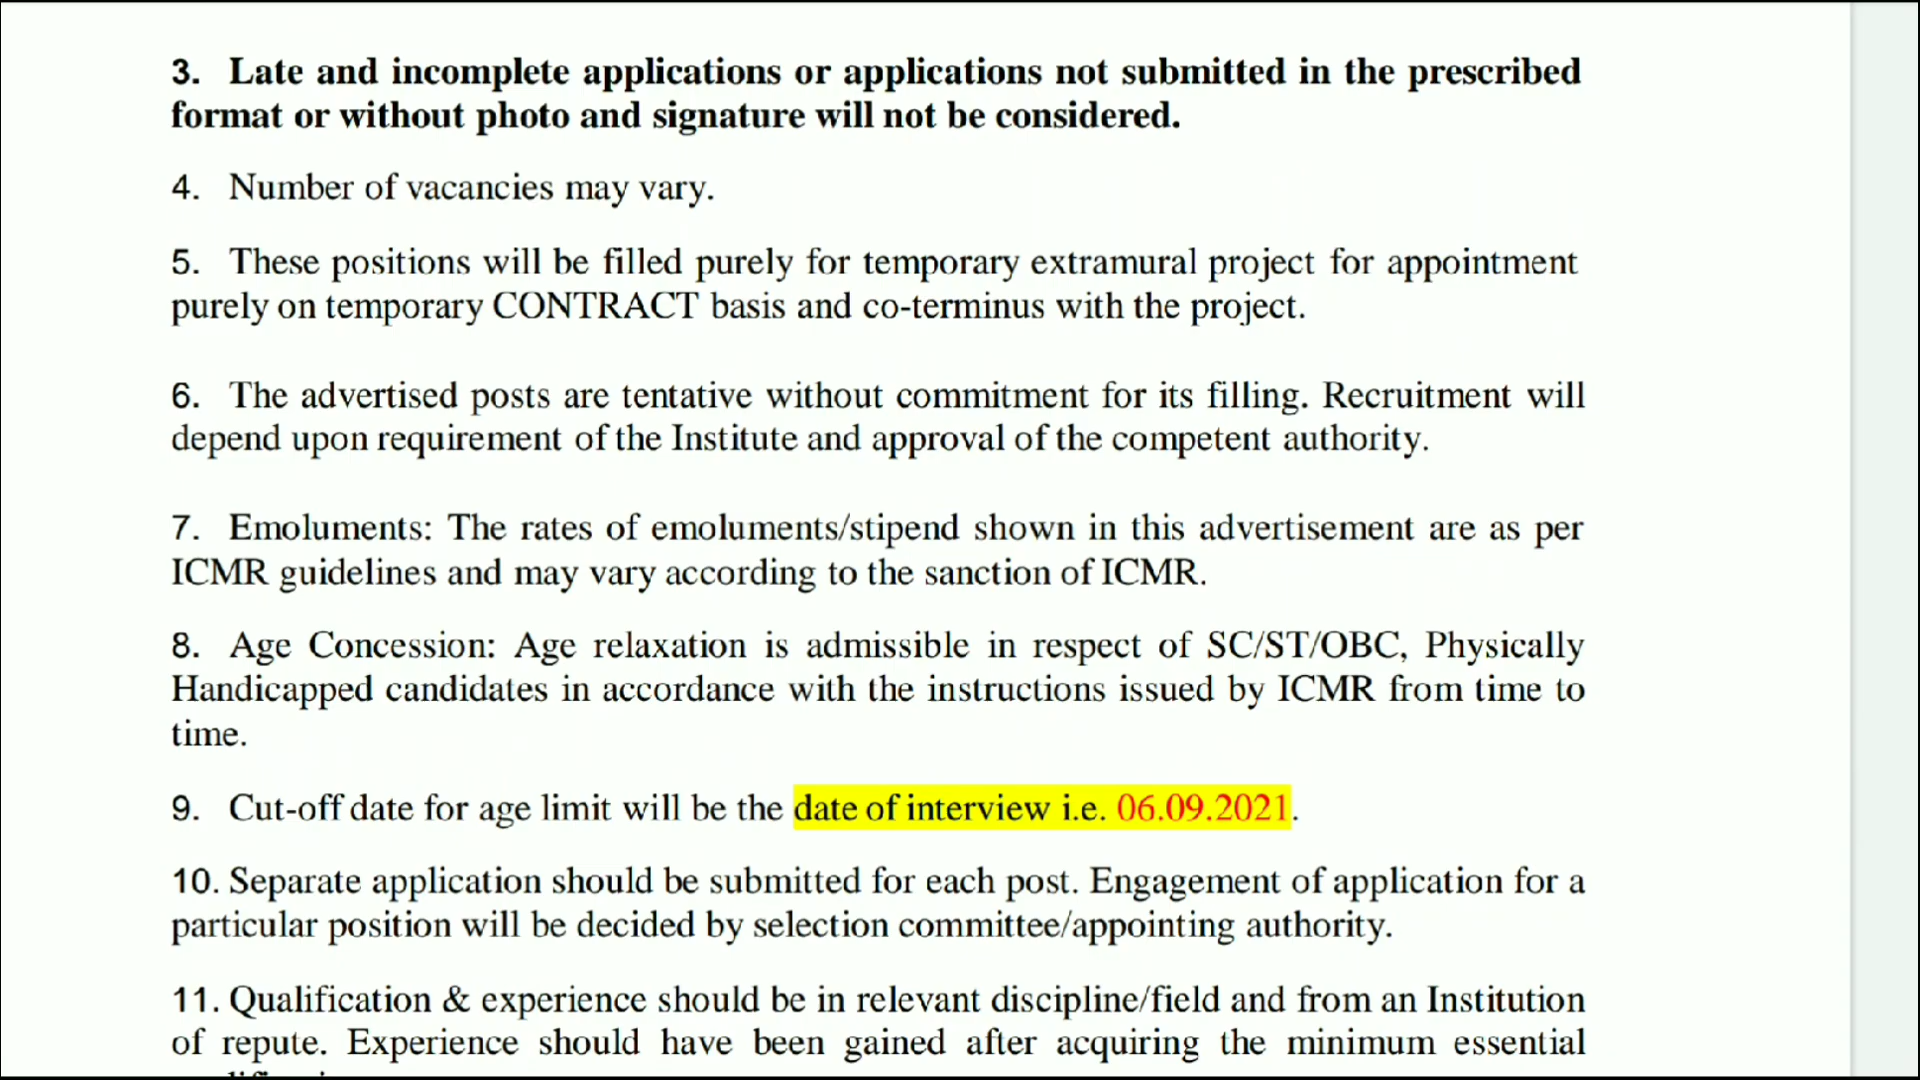 3. Late and incomplete applications or applications not submitted in the prescribed
format or without photo and signature will not be considered.
4. Number of vacancies may vary.
5. These positions will be filled purely for temporary extramural project for appointment
purely on temporary CONTRACT basis and co-terminus with the project.
6. The advertised posts are tentative without commitment for its filling. Recruitment will
depend upon requirement of the Institute and approval of the competent authority.
7. Emoluments: The rates of emoluments/stipend shown in this advertisement are as per
ICMR guidelines and may vary according to the sanction of ICMR.
8. Age Concession: Age relaxation is admissible in respect of SC/ST/OBC, Physically
Handicapped candidates in accordance with the instructions issued by ICMR from time to
time.
9. Cut-off date for age limit will be the date of interview i.e. 06.09.2021.
10. Separate application should be submitted for each post. Engagement of application for a
particular position will be decided by selection committee/appointing authority.
11. Qualification & experience should be in relevant discipline/field and from an Institution
of repute. Experience should have been gained after acquiring the minimum essential